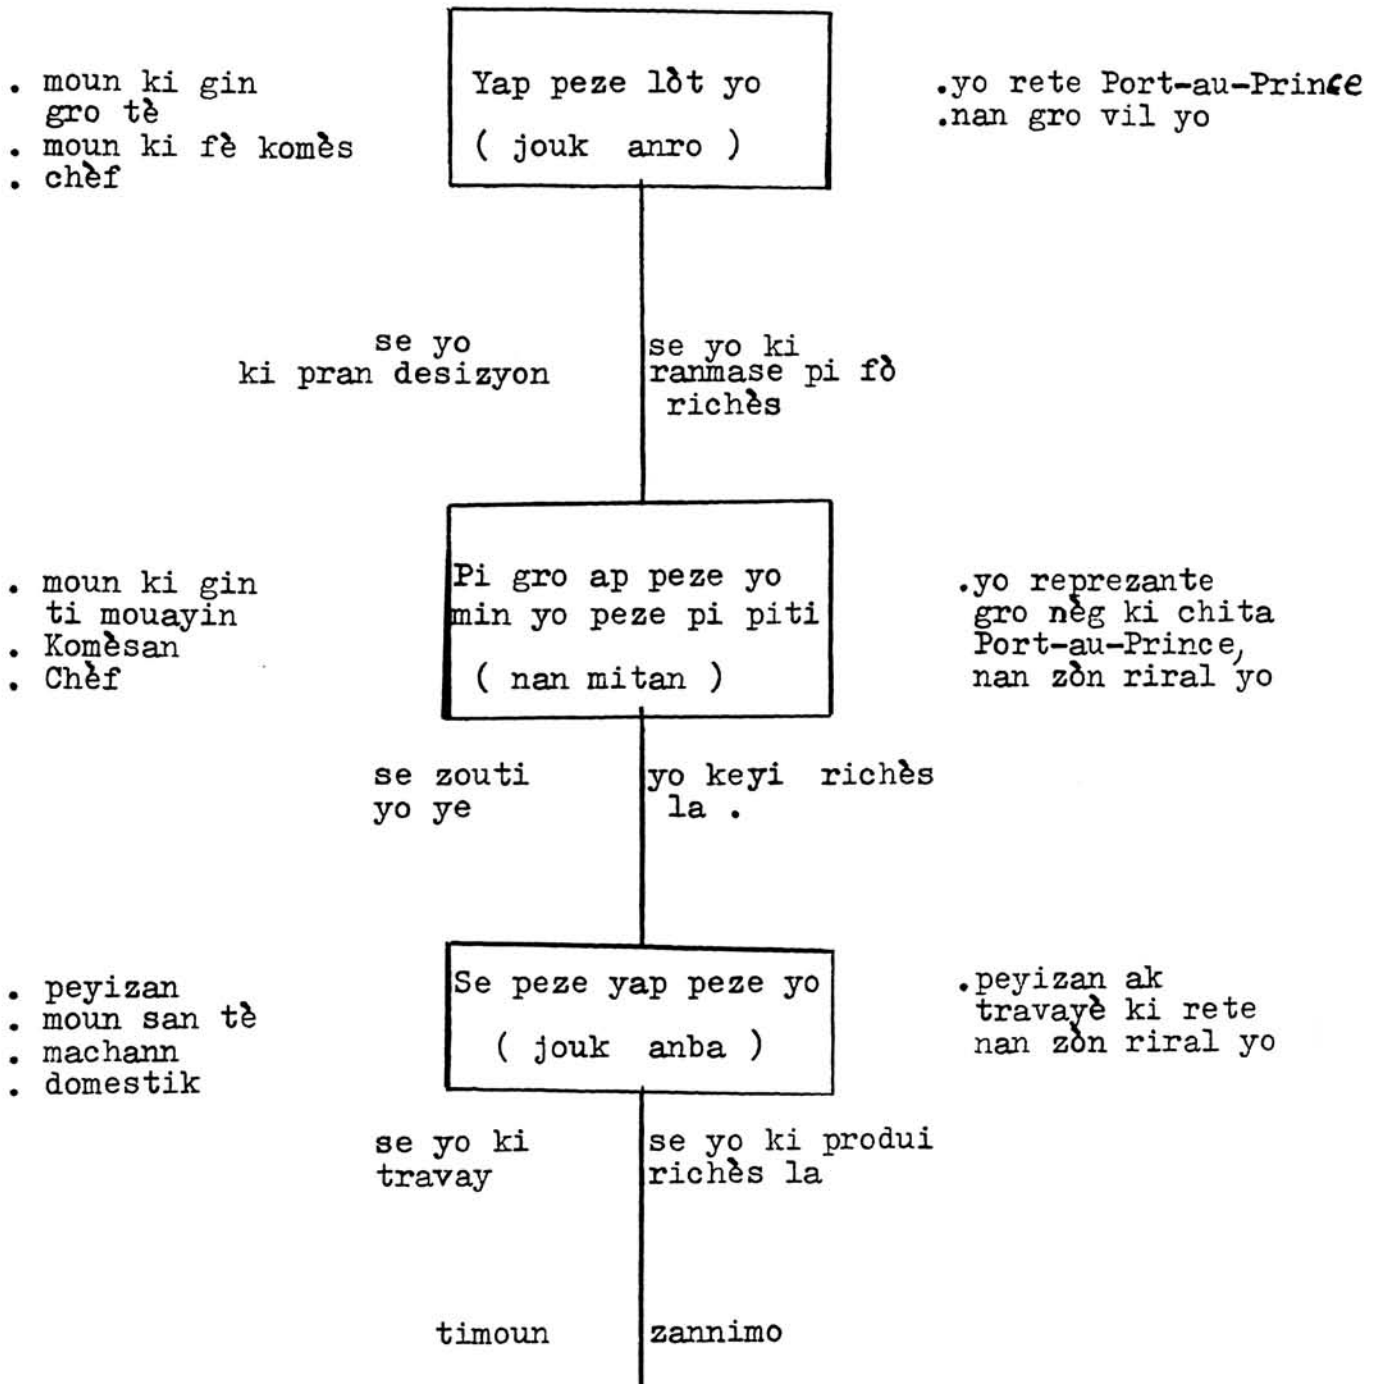 . moun ki gin
gro tè
. moun ki fè komès
. chèf
Yap peze lòt yo
( jouk anro )
.yo rete Port-au-Prince
.nan gro vil yo
se yo
ki pran desizyon
se yo ki
ranmase pi fò
richès
. moun ki gin
ti mouayin
. Komèsan
. Chèf
Pi gro ap peze yo
min yo peze pi piti
( nan mitan )
.yo reprezante
gro nèg ki chita
Port-au-Prince,
nan zòn riral yo
se zouti
yo ye
yo keyi richès
la .
. peyizan
. moun san tè
. machann
. domestik
Se peze yap peze yo
( jouk anba )
.peyizan ak
travayè ki rete
nan zòn riral yo
se yo ki
travay
se yo ki produi
richès la
timoun
zannimo